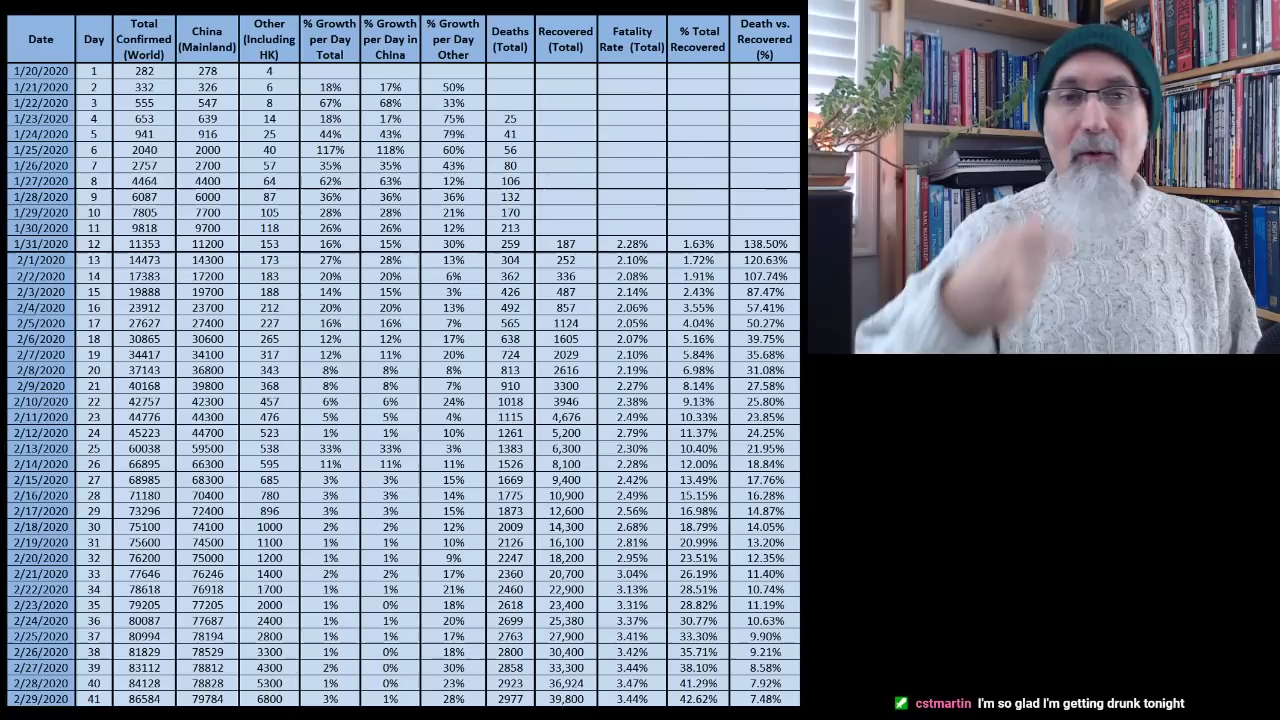 Date Day Total Confirmed (World) China (Mainland) Other (Including HK) % Growth per Day Total % Growth per Day in China % Growth per Day Other Deaths (Total) Recovered (Total) Fatality Rate (Total) % Total Recovered Death vs. Recovered (%)
1/20/2020 1 282 278 4
1/21/2020 2 332 326 6 18% 17% 50%
1/22/2020 3 555 547 8 67% 68% 33%
1/23/2020 4 653 639 14 18% 17% 75% 25
1/24/2020 5 941 916 25 44% 43% 79% 41
1/25/2020 6 2040 2000 40 117% 118% 60% 56
1/26/2020 7 2757 2700 57 35% 35% 43% 80
1/27/2020 8 4464 4400 64 62% 63% 12% 106
1/28/2020 9 6087 6000 87 36% 36% 36% 132
1/29/2020 10 7805 7700 105 28% 28% 21% 170
1/30/2020 11 9818 9700 118 26% 26% 12% 213
1/31/2020 12 11353 11200 153 16% 15% 30% 259 187 2.28% 1.63% 138.50%
2/1/2020 13 14473 14300 173 27% 28% 13% 304 252 2.10% 1.72% 120.63%
2/2/2020 14 17383 17200 183 20% 20% 6% 362 336 2.08% 1.91% 107.74%
2/3/2020 15 19888 19700 188 14% 15% 3% 426 487 2.14% 2.43% 87.47%
2/4/2020 16 23912 23700 212 20% 20% 13% 492 857 2.06% 3.55% 57.41%
2/5/2020 17 27627 27400 227 16% 16% 7% 565 1124 2.05% 4.04% 50.27%
2/6/2020 18 30865 30600 265 12% 12% 17% 638 1605 2.07% 5.16% 39.75%
2/7/2020 19 34417 34100 317 12% 11% 20% 724 2029 2.10% 5.84% 35.68%
2/8/2020 20 37143 36800 343 8% 8% 8% 813 2616 2.19% 6.98% 31.08%
2/9/2020 21 40168 39800 368 8% 8% 7% 910 3300 2.27% 8.14% 27.58%
2/10/2020 22 42757 42300 457 6% 6% 24% 1018 3946 2.38% 9.13% 25.80%
2/11/2020 23 44776 44300 476 5% 5% 4% 1115 4,676 2.49% 10.33% 23.85%
2/12/2020 24 45223 44700 523 1% 1% 10% 1261 5,200 2.79% 11.37% 24.25%
2/13/2020 25 60038 59500 538 33% 33% 3% 1383 6,300 2.30% 10.40% 21.95%
2/14/2020 26 66895 66300 595 11% 11% 11% 1526 8,100 2.28% 12.00% 18.84%
2/15/2020 27 68985 68300 685 3% 3% 15% 1669 9,400 2.42% 13.49% 17.76%
2/16/2020 28 71180 70400 780 3% 3% 14% 1775 10,900 2.49% 15.15% 16.28%
2/17/2020 29 73296 72400 896 3% 3% 15% 1873 12,600 2.56% 16.98% 14.87%
2/18/2020 30 75100 74100 1000 2% 2% 12% 2009 14,300 2.68% 18.79% 14.05%
2/19/2020 31 75600 74500 1100 1% 1% 10% 2126 16,100 2.81% 20.99% 13.20%
2/20/2020 32 76200 75000 1200 1% 1% 9% 2247 18,200 2.95% 23.51% 12.35%
2/21/2020 33 77646 76246 1400 2% 2% 17% 2360 20,700 3.04% 26.19% 11.40%
2/22/2020 34 78618 76918 1700 1% 1% 21% 2460 22,900 3.13% 28.51% 10.74%
2/23/2020 35 79205 77205 2000 1% 0% 18% 2618 23,400 3.31% 28.82% 11.19%
2/24/2020 36 80087 77687 2400 1% 1% 20% 2699 25,380 3.37% 30.77% 10.63%
2/25/2020 37 80994 78194 2800 1% 1% 17% 2763 27,900 3.41% 33.30% 9.90%
2/26/2020 38 81829 78529 3300 1% 0% 18% 2800 30,400 3.42% 35.71% 9.21%
2/27/2020 39 83112 78812 4300 2% 0% 30% 2858 33,300 3.44% 38.10% 8.58%
2/28/2020 40 84128 78828 5300 1% 0% 23% 2923 36,924 3.47% 41.29% 7.92%
2/29/2020 41 86584 79784 6800 3% 1% 28% 2977 39,800 3.44% 42.62% 7.48%
cstmartin I'm so glad I'm getting drunk tonight